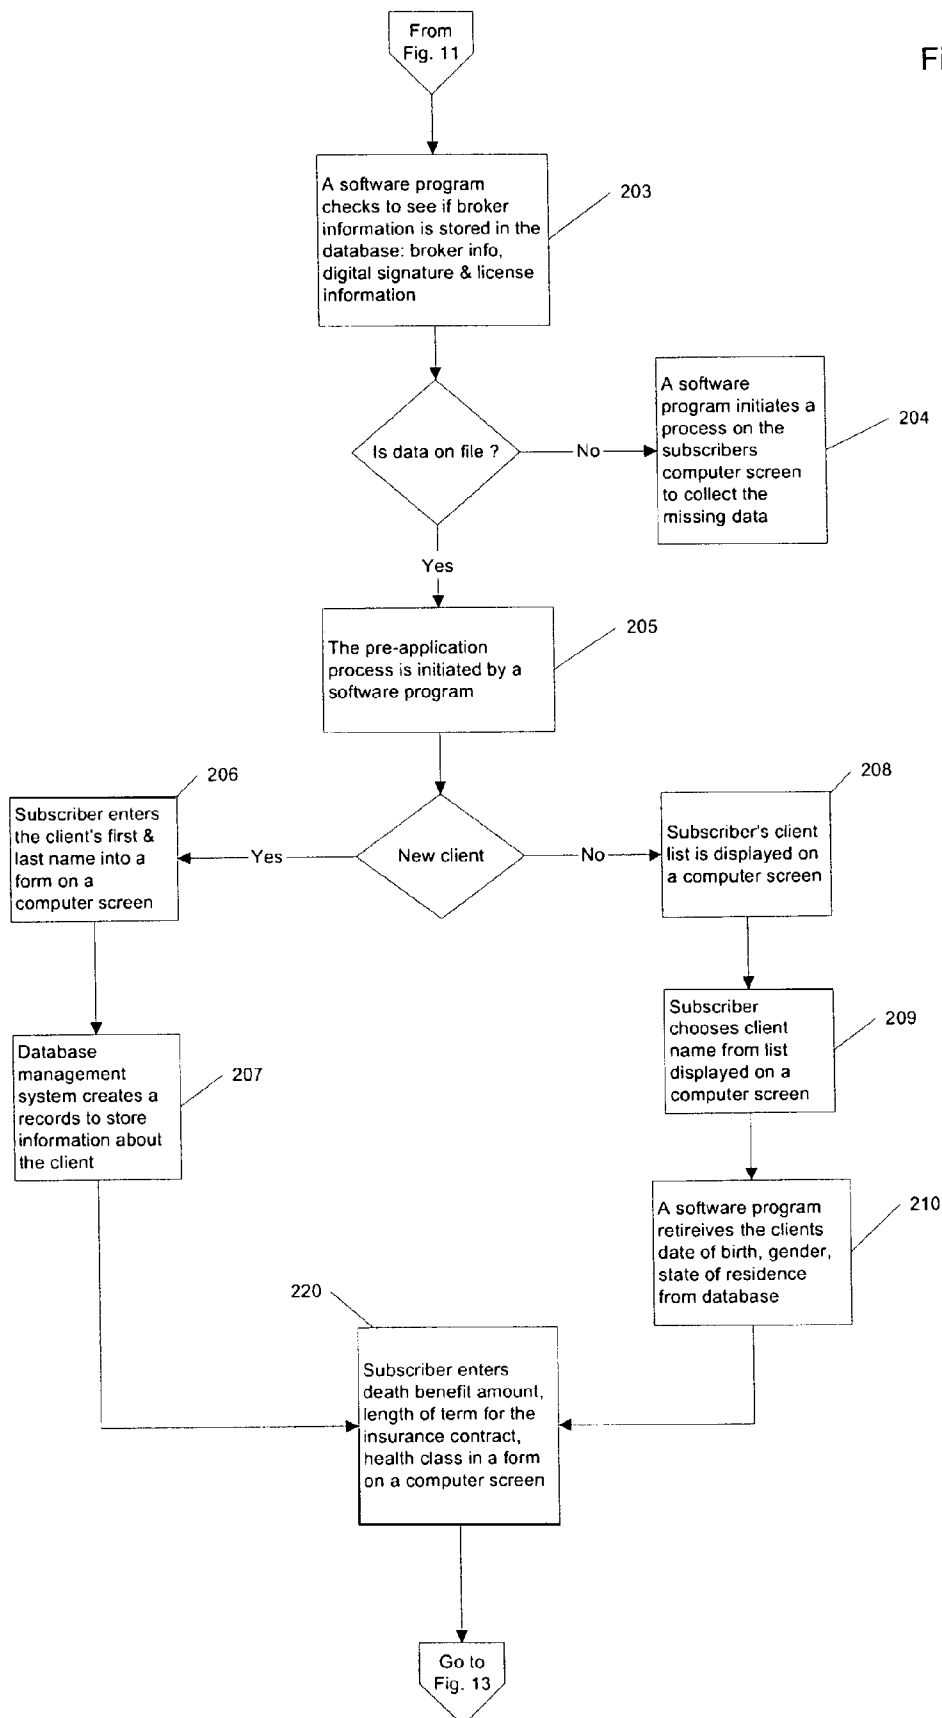 From
Fig. 11
Fi
A software program
checks to see if broker
information is stored in the
database: broker info,
digital signature & license
information
203
Is data on file ?
No
A software
program initiates a
process on the
subscribers
computer screen
to collect the
missing data
204
Yes
The pre-application
process is initiated by a
software program
205
New client
Yes
No
206
Subscriber enters
the client's first &
last name into a
form on a
computer screen
208
Subscriber's client
list is displayed on
a computer screen
Database
management
system creates a
records to store
information about
the client
207
Subscriber
chooses client
name from list
displayed on a
computer screen
209
A software program
retireives the clients
date of birth, gender,
state of residence
from database
210
220
Subscriber enters
death benefit amount,
length of term for the
insurance contract,
health class in a form
on a computer screen
Go to
Fig. 13